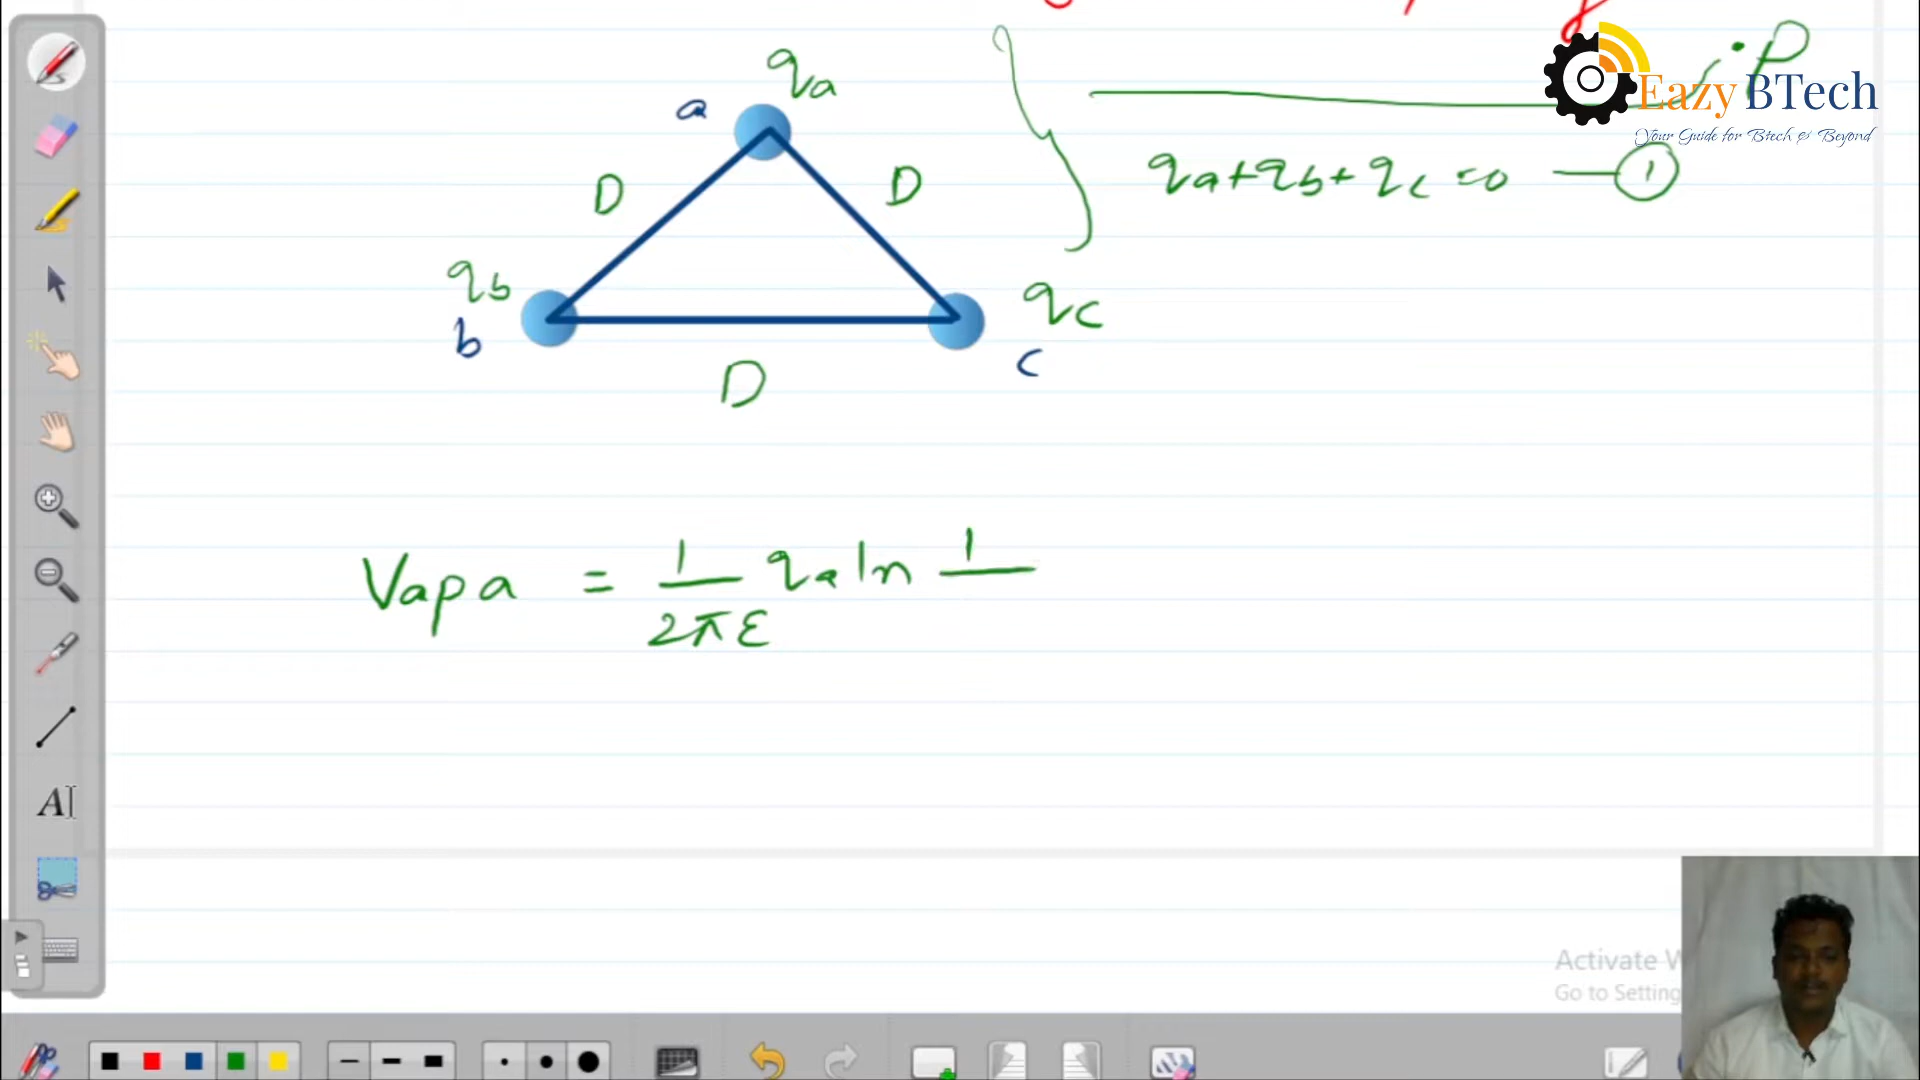 qa
a
P
Eazy BTech
Your Guide for Btech & Beyond
D
D
qa+qb+qc=0 — 1
qb
qc
b
c
D
Vapa = 1/2πε qa ln 1/
AI
Activate W
Go to Setting